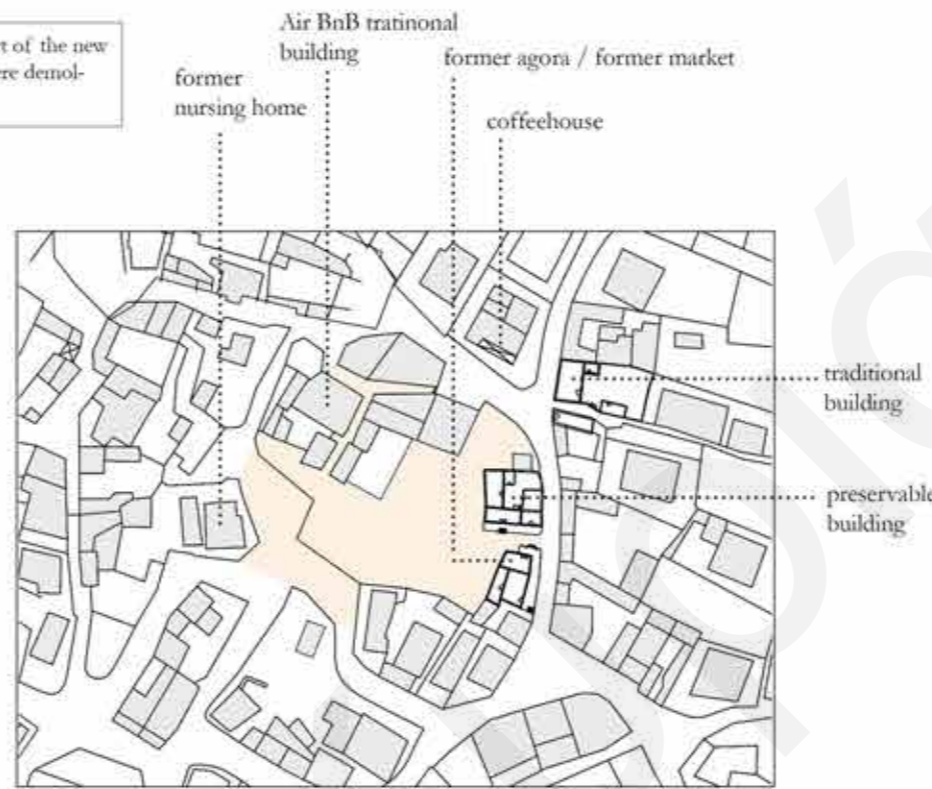 t of the new
ere demol-
Air BnB tratinonal
building
former agora / former market
former
nursing home
coffeehouse
traditional
building
preservable
building